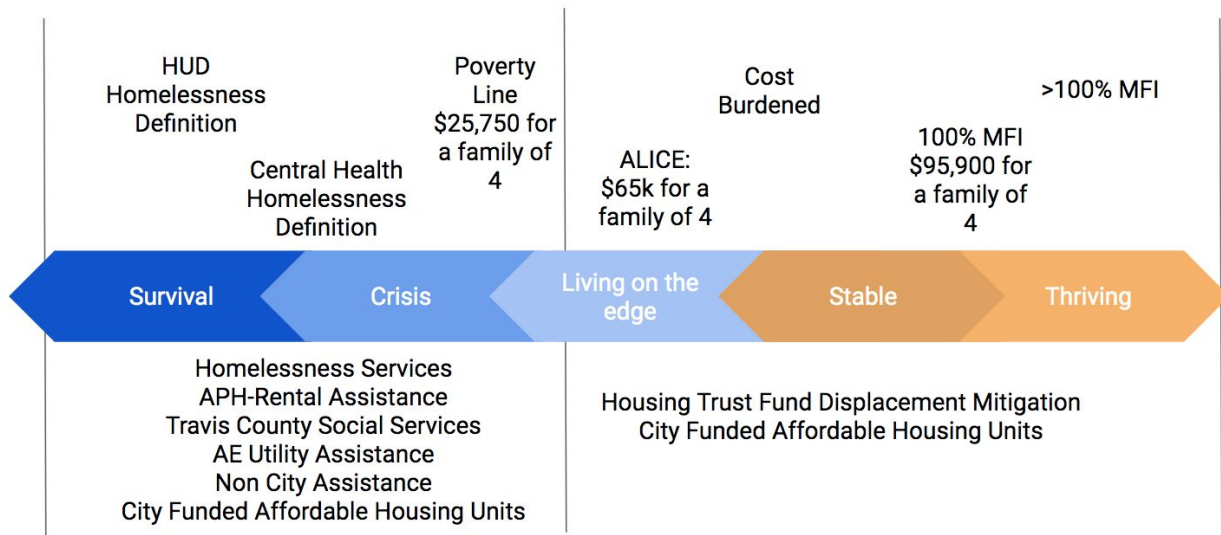 HUD
Homelessness
Definition
Central Health
Homelessness
Definition
Poverty
Line
$25,750 for
a family of
4
ALICE:
$65k for a
family of 4
Cost
Burdened
100% MFI
$95,900 for
a family of
4
>100% MFI
Survival
Crisis
Living on the
edge
Stable
Thriving
Homelessness Services
APH-Rental Assistance
Travis County Social Services
AE Utility Assistance
Non City Assistance
City Funded Affordable Housing Units
Housing Trust Fund Displacement Mitigation
City Funded Affordable Housing Units